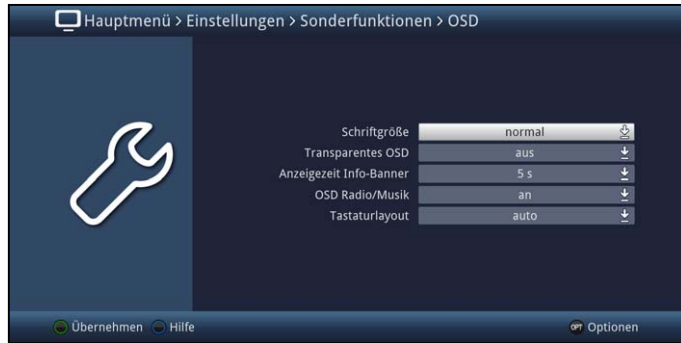 Hauptmenü > Einstellungen > Sonderfunktionen > OSD
Schriftgröße normal
Transparentes OSD aus
Anzeigezeit Info-Banner 5 s
OSD Radio/Musik an
Tastaturlayout auto
Übernehmen Hilfe OPT Optionen